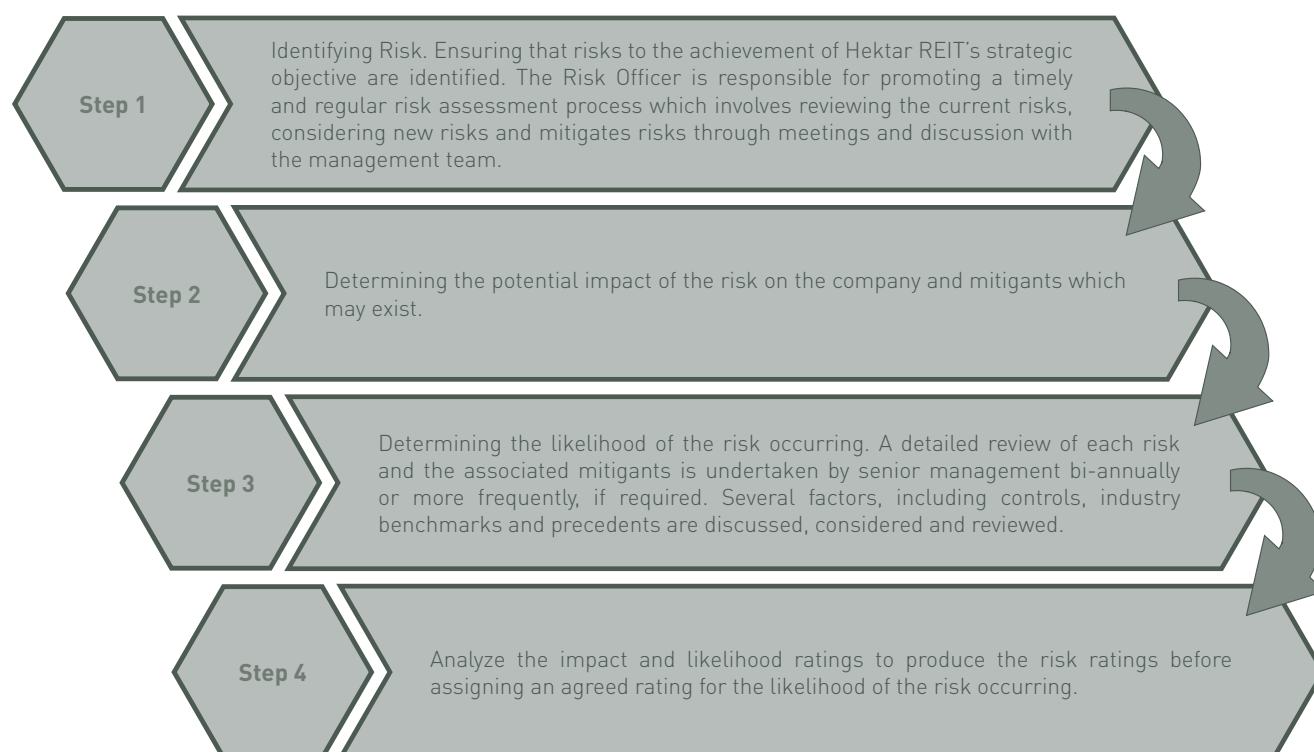 Step 1
Identifying Risk. Ensuring that risks to the achievement of Hektar REIT's strategic
objective are identified. The Risk Officer is responsible for promoting a timely
and regular risk assessment process which involves reviewing the current risks,
considering new risks and mitigates risks through meetings and discussion with
the management team.
Step 2
Determining the potential impact of the risk on the company and mitigants which
may exist.
Step 3
Determining the likelihood of the risk occurring. A detailed review of each risk
and the associated mitigants is undertaken by senior management bi-annually
or more frequently, if required. Several factors, including controls, industry
benchmarks and precedents are discussed, considered and reviewed.
Step 4
Analyze the impact and likelihood ratings to produce the risk ratings before
assigning an agreed rating for the likelihood of the risk occurring.